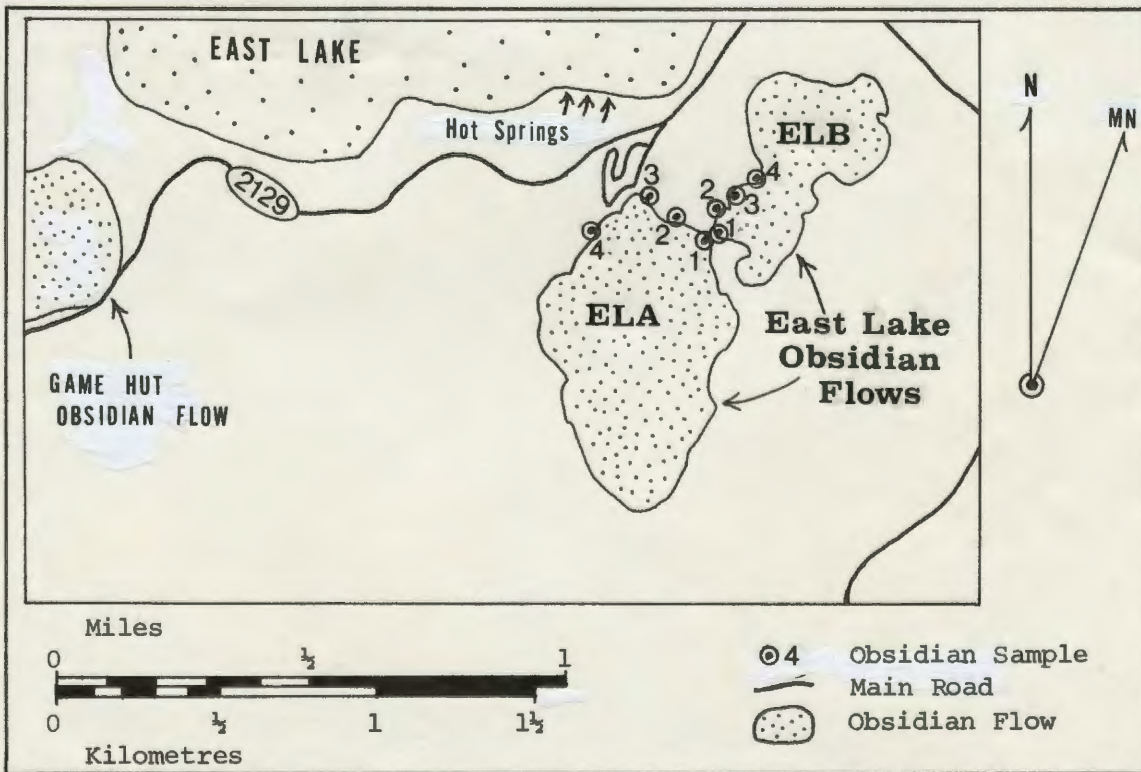 EAST LAKE
Hot Springs
2129
ELB
ELA
3
2
4
1
4
3
2
1
East Lake
Obsidian
Flows
GAME HUT
OBSIDIAN FLOW
N
MN
Miles
0 ½ 1
0 ½ 1 1½
Kilometres
4 Obsidian Sample
Main Road
Obsidian Flow